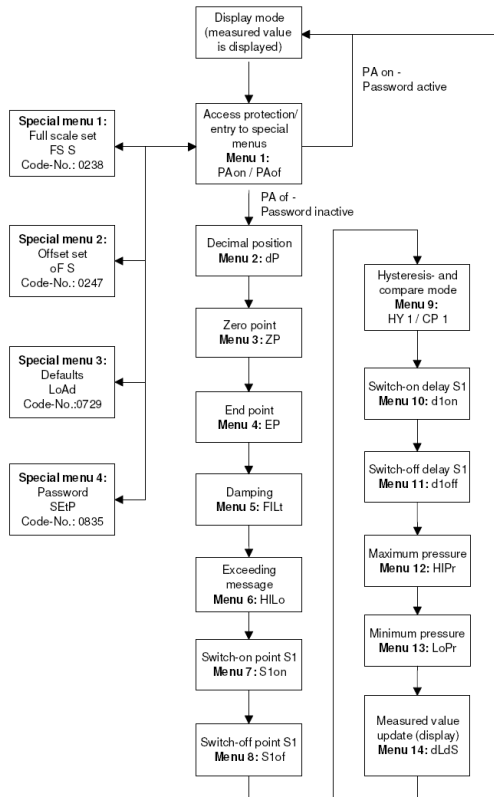 Display mode
(measured value
is displayed)
PA on -
Password active
Access protection/
entry to special
menus
Menu 1:
PAon / PAof
PA of -
Password inactive
Special menu 1:
Full scale set
FS S
Code-No.: 0238
Special menu 2:
Offset set
oF S
Code-No.: 0247
Special menu 3:
Defaults
LoAd
Code-No.:0729
Special menu 4:
Password
SEtP
Code-No.: 0835
Decimal position
Menu 2: dP
Zero point
Menu 3: ZP
End point
Menu 4: EP
Damping
Menu 5: FILt
Exceeding
message
Menu 6: HILo
Switch-on point S1
Menu 7: S1on
Switch-off point S1
Menu 8: S1of
Hysteresis- and
compare mode
Menu 9:
HY 1 / CP 1
Switch-on delay S1
Menu 10: d1on
Switch-off delay S1
Menu 11: d1off
Maximum pressure
Menu 12: HIPr
Minimum pressure
Menu 13: LoPr
Measured value
update (display)
Menu 14: dLdS